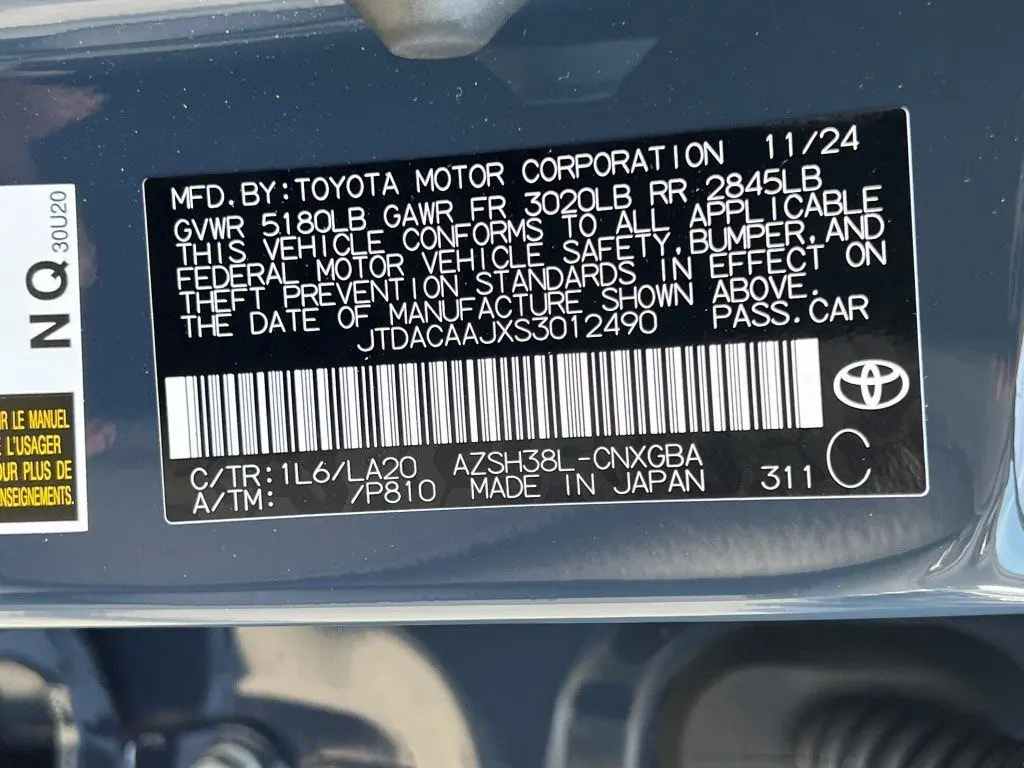 MFD.BY:TOYOTA MOTOR CORPORATION 11/24
GVWR 5180LB GAWR FR 3020LB RR 2845LB
THIS VEHICLE CONFORMS TO ALL APPLICABLE
FEDERAL MOTOR VEHICLE SAFETY,BUMPER,AND
THEFT PREVENTION STANDARDS IN EFFECT ON
THE DATE OF MANUFACTURE SHOWN ABOVE.
JTDACAAJXS3012490 PASS.CAR
C/TR:1L6/LA20 AZSH38L-CNXGBA
A/TM: /P810 MADE IN JAPAN 311 C
NQ 30U20
LE MANUEL
L'USAGER
PLUS DE